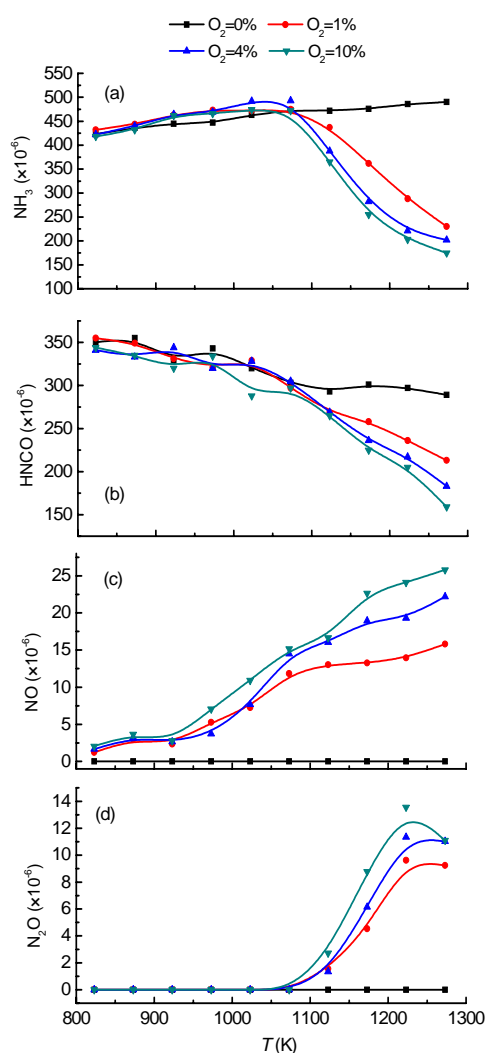 O₂=0% O₂=1%
O₂=4% O₂=10%
(a)
NH₃ (×10⁻⁶)
550
500
450
400
350
300
250
200
150
100
(b)
HNCO (×10⁻⁶)
350
300
250
200
150
(c)
NO (×10⁻⁶)
25
20
15
10
5
0
(d)
N₂O (×10⁻⁶)
14
12
10
8
6
4
2
0
800 900 1000 1100 1200 1300
T (K)